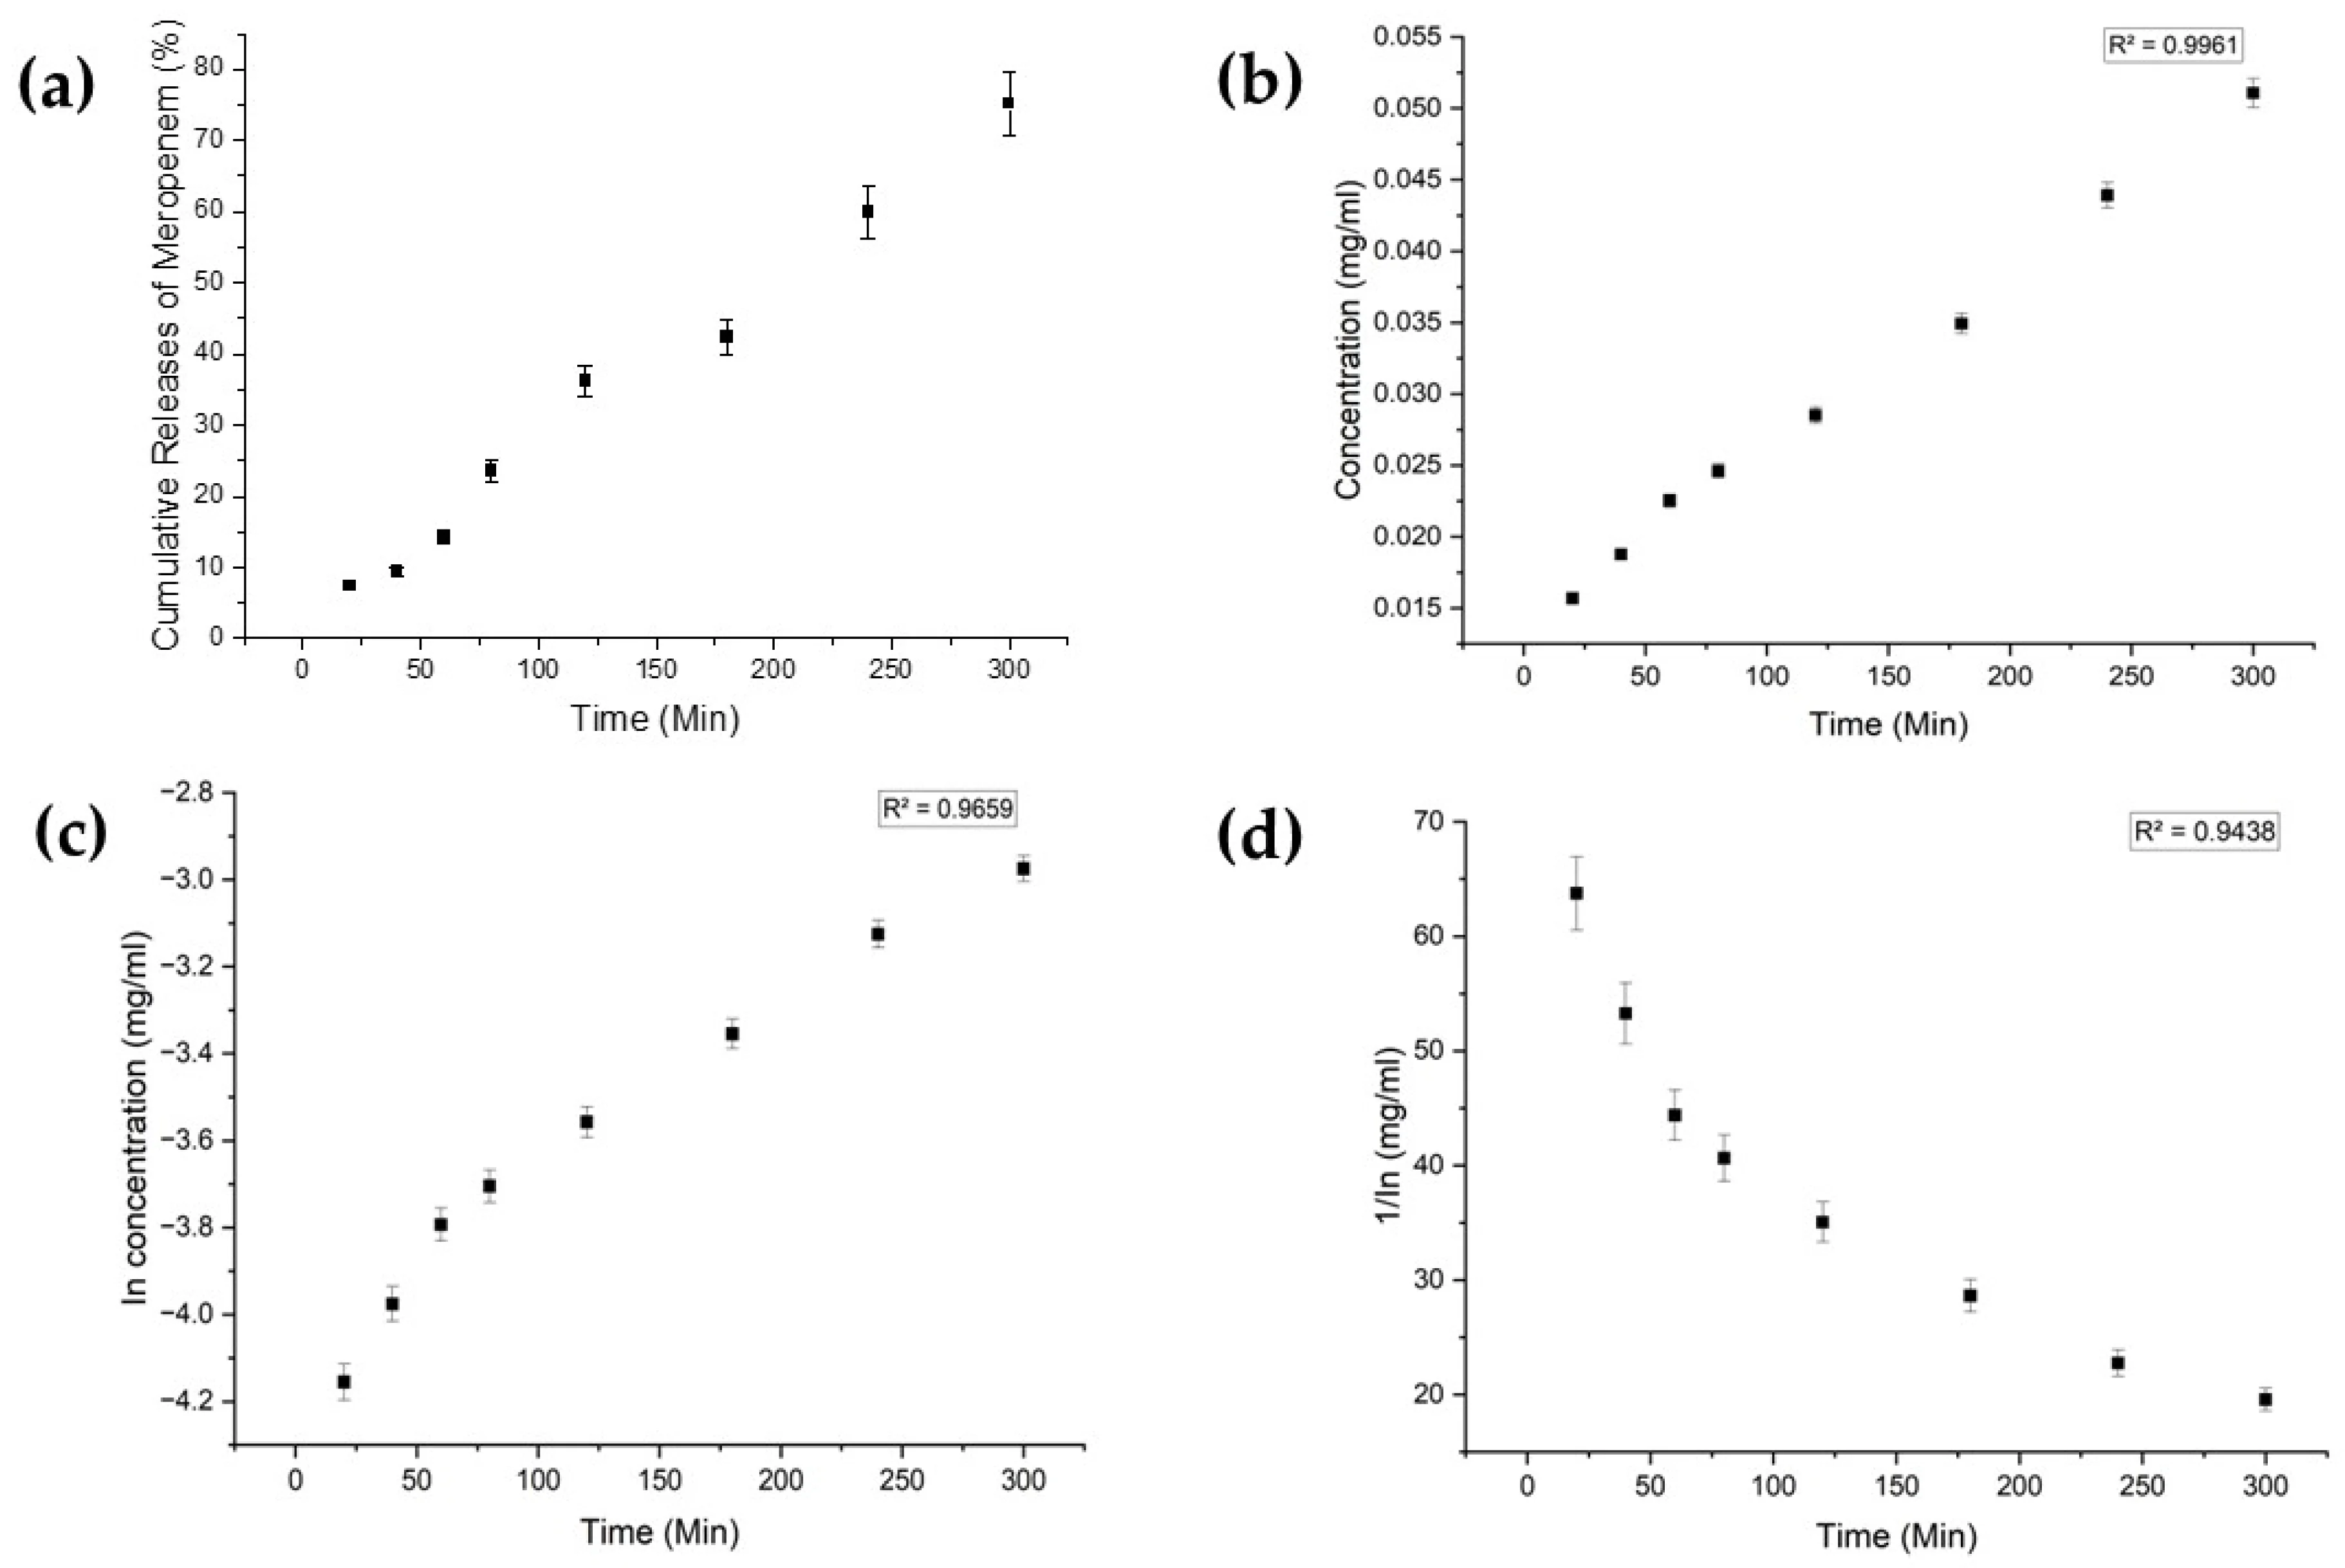 (a)
Cumulative Releases of Meropenem (%)
80
70
60
50
40
30
20
10
0
0 50 100 150 200 250 300
Time (Min)
(b)
R² = 0.9961
Concentration (mg/ml)
0.055
0.050
0.045
0.040
0.035
0.030
0.025
0.020
0.015
0 50 100 150 200 250 300
Time (Min)
(c)
R² = 0.9659
ln concentration (mg/ml)
−2.8
−3.0
−3.2
−3.4
−3.6
−3.8
−4.0
−4.2
0 50 100 150 200 250 300
Time (Min)
(d)
R² = 0.9438
1/ln (mg/ml)
70
60
50
40
30
20
0 50 100 150 200 250 300
Time (Min)